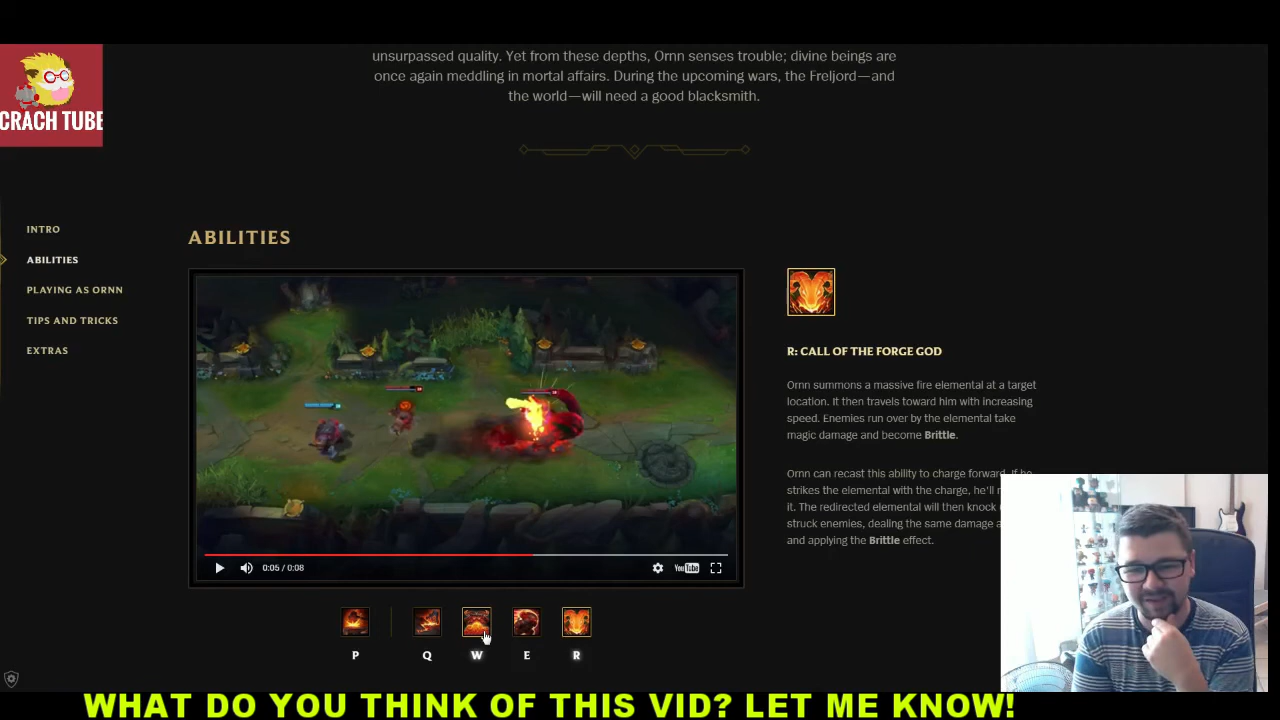 unsurpassed quality. Yet from these depths, Ornn senses trouble; divine beings are
once again meddling in mortal affairs. During the upcoming wars, the Freljord—and
the world—will need a good blacksmith.
CRACH TUBE
INTRO
ABILITIES
PLAYING AS ORNN
TIPS AND TRICKS
EXTRAS
ABILITIES
0:05 / 0:08
YouTube
P
Q
W
E
R
R: CALL OF THE FORGE GOD
Ornn summons a massive fire elemental at a target
location. It then travels toward him with increasing
speed. Enemies run over by the elemental take
magic damage and become Brittle.
Ornn can recast this ability to charge forward. If he
strikes the elemental with the charge, he'll
it. The redirected elemental will then knock
struck enemies, dealing the same damage
and applying the Brittle effect.
WHAT DO YOU THINK OF THIS VID? LET ME KNOW!